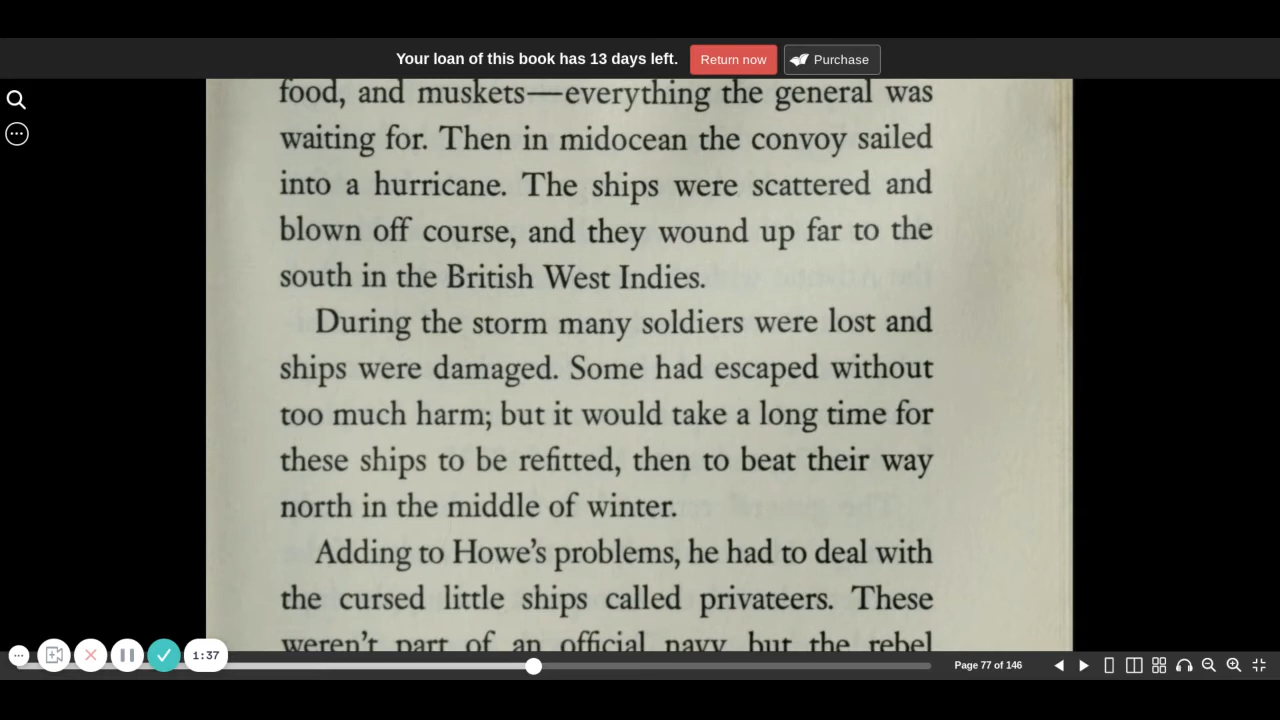 Your loan of this book has 13 days left. Return now Purchase
food, and muskets—everything the general was
waiting for. Then in midocean the convoy sailed
into a hurricane. The ships were scattered and
blown off course, and they wound up far to the
south in the British West Indies.
During the storm many soldiers were lost and
ships were damaged. Some had escaped without
too much harm; but it would take a long time for
these ships to be refitted, then to beat their way
north in the middle of winter.
Adding to Howe's problems, he had to deal with
the cursed little ships called privateers. These
weren't part of an official navy but the rebel
1:37
Page 77 of 146